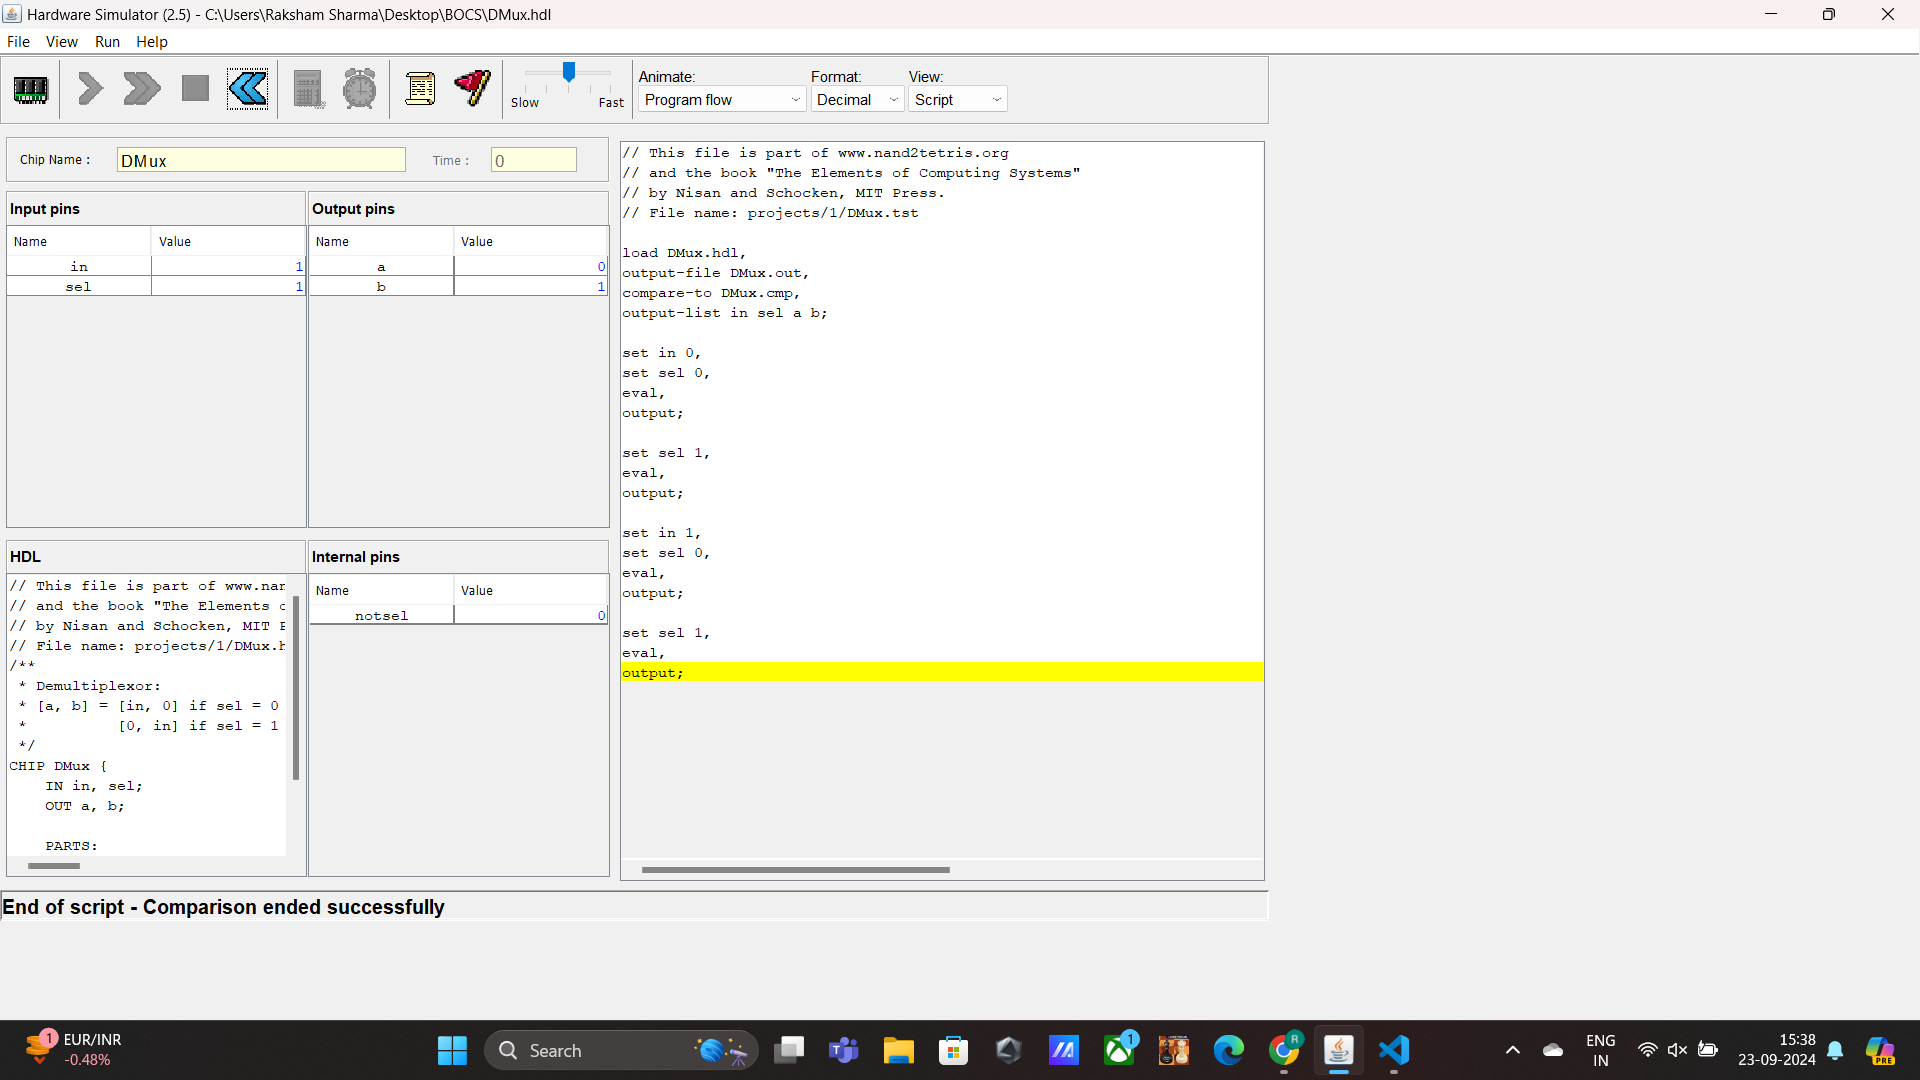 Hardware Simulator (2.5) - C:\Users\Raksham Sharma\Desktop\BOCS\DMux.hdl
File View Run Help
Slow Fast
Animate:
Program flow
Format:
Decimal
View:
Script
Chip Name : DMux Time : 0
Input pins
Name Value
in 1
sel 1
Output pins
Name Value
a 0
b 1
HDL
// This file is part of www.nan
// and the book "The Elements o
// by Nisan and Schocken, MIT P
// File name: projects/1/DMux.h
/**
* Demultiplexor:
* [a, b] = [in, 0] if sel = 0
* [0, in] if sel = 1
*/
CHIP DMux {
IN in, sel;
OUT a, b;
PARTS:
Internal pins
Name Value
notsel 0
// This file is part of www.nand2tetris.org
// and the book "The Elements of Computing Systems"
// by Nisan and Schocken, MIT Press.
// File name: projects/1/DMux.tst
load DMux.hdl,
output-file DMux.out,
compare-to DMux.cmp,
output-list in sel a b;
set in 0,
set sel 0,
eval,
output;
set sel 1,
eval,
output;
set in 1,
set sel 0,
eval,
output;
set sel 1,
eval,
output;
End of script - Comparison ended successfully
1
EUR/INR
-0.48%
Search
1
R
ENG
IN
15:38
23-09-2024
PRE